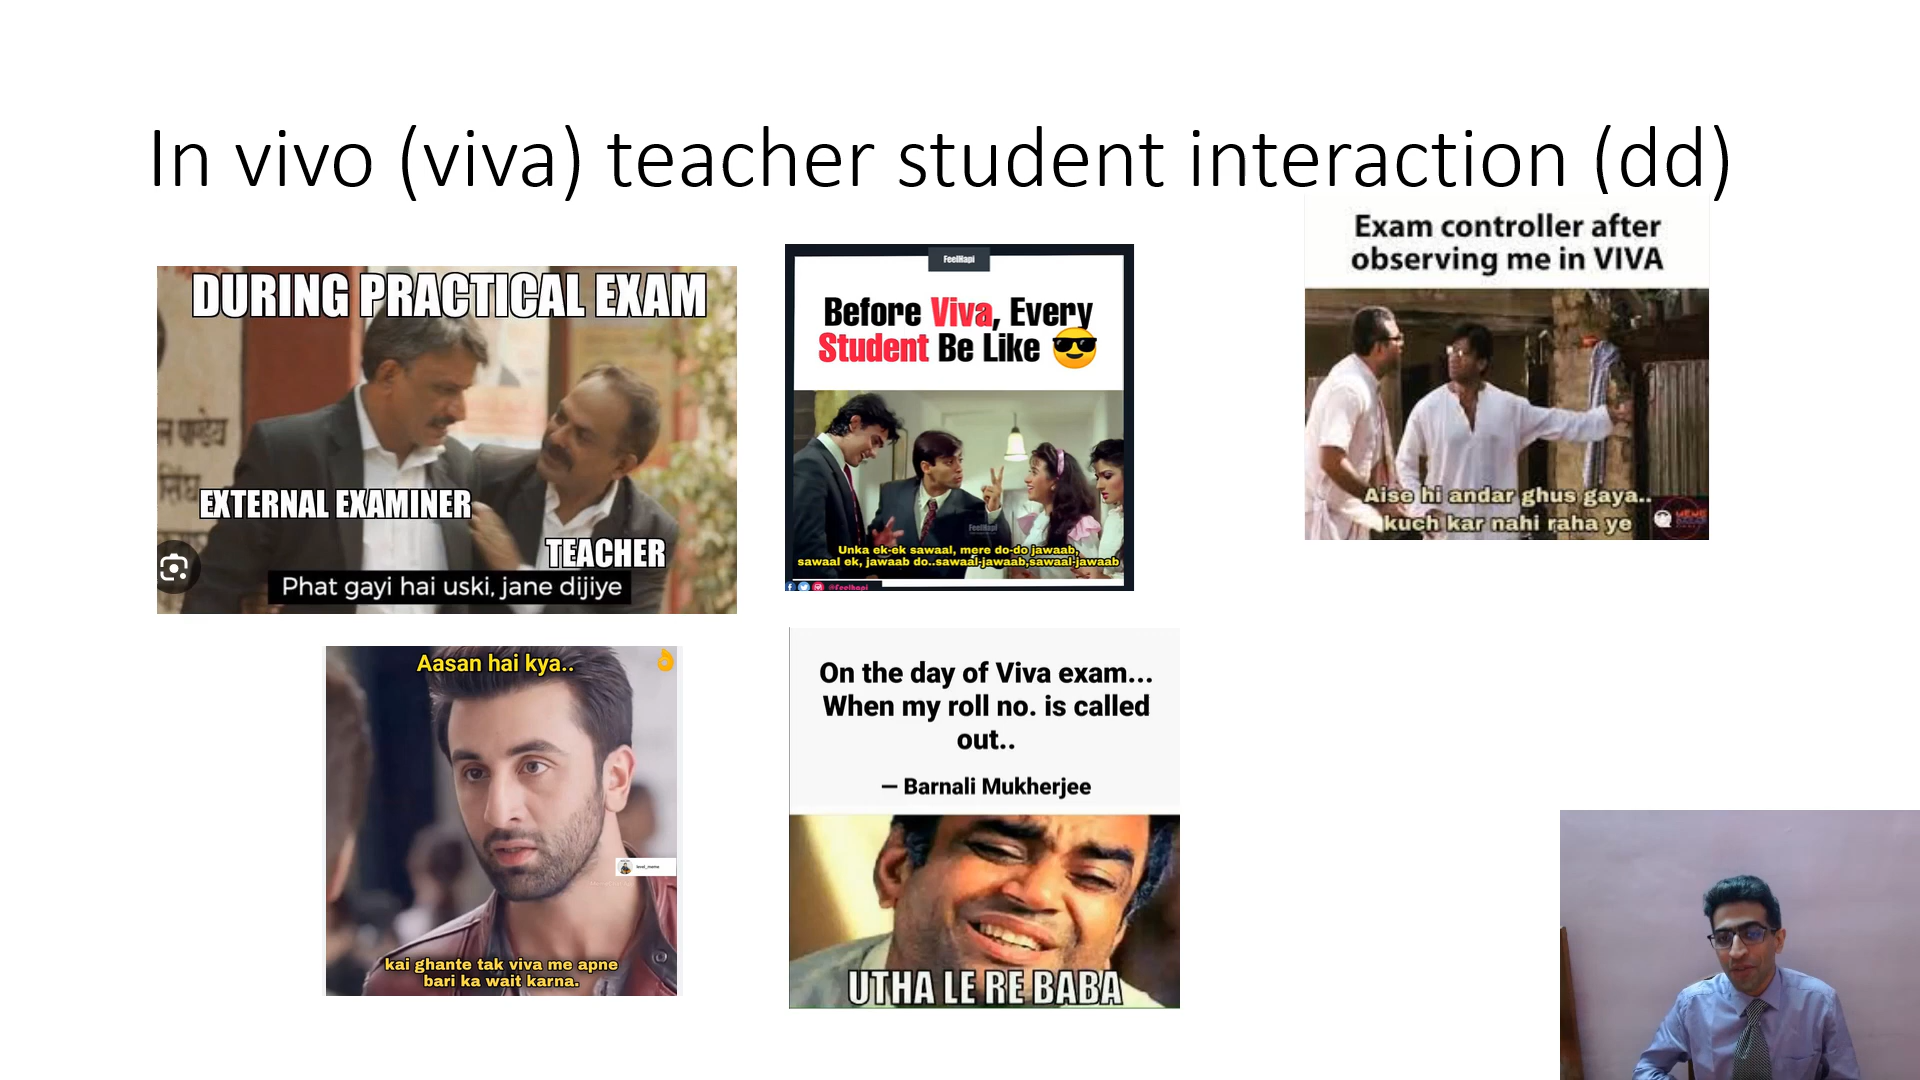 In vivo (viva) teacher student interaction (dd)
DURING PRACTICAL EXAM
EXTERNAL EXAMINER
TEACHER
Phat gayi hai uski, jane dijiye
FeelHapi
Before Viva, Every
Student Be Like 😎
FeelHapi
Unka ek-ek sawaal, mere do-do jawaab,
sawaal ek, jawaab do..sawaal-jawaab,sawaal-jawaab
@feelhapi
Exam controller after
observing me in VIVA
Aise hi andar ghus gaya..
kuch kar nahi raha ye
Aasan hai kya..
kai ghante tak viva me apne
bari ka wait karna.
On the day of Viva exam...
When my roll no. is called
out..
— Barnali Mukherjee
UTHA LE RE BABA